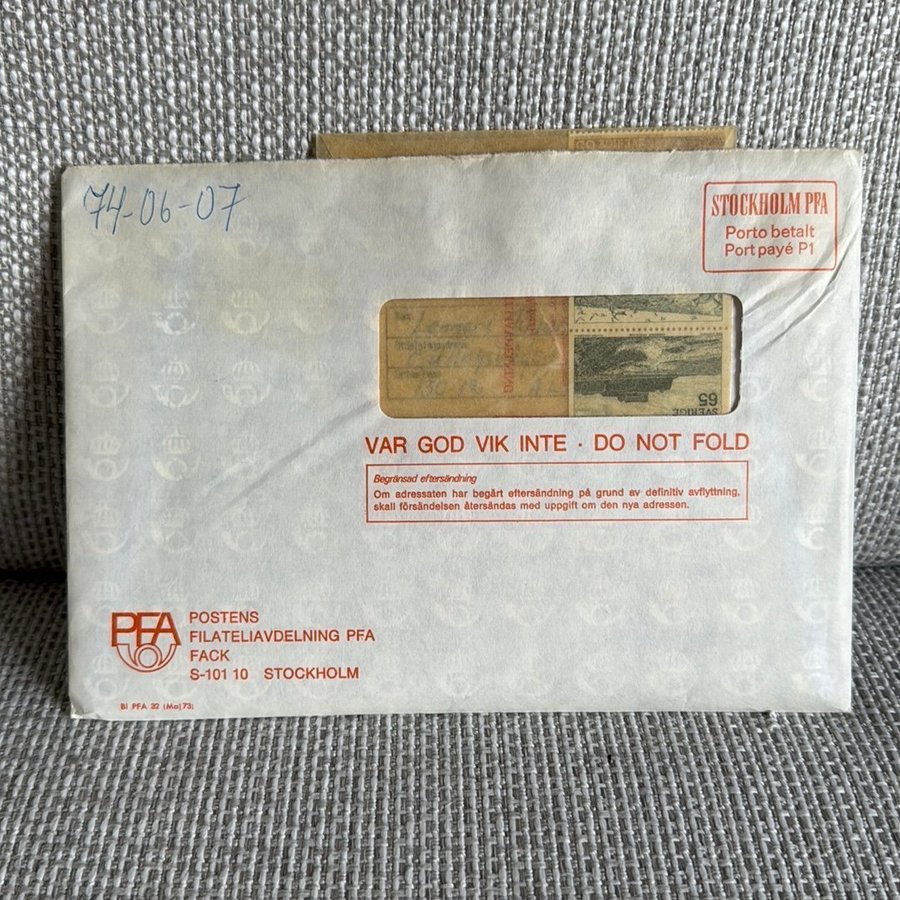 74-06-07
STOCKHOLM PFA
Porto betalt
Port payé P1
SVERIGE
65
VAR GOD VIK INTE · DO NOT FOLD
Begränsad eftersändning
Om adressaten har begärt eftersändning på grund av definitiv avflyttning,
skall försändelsen återsändas med uppgift om den nya adressen.
PFA
POSTENS
FILATELIAVDELNING PFA
FACK
S-101 10 STOCKHOLM
Bl PFA 32 (Maj 73)